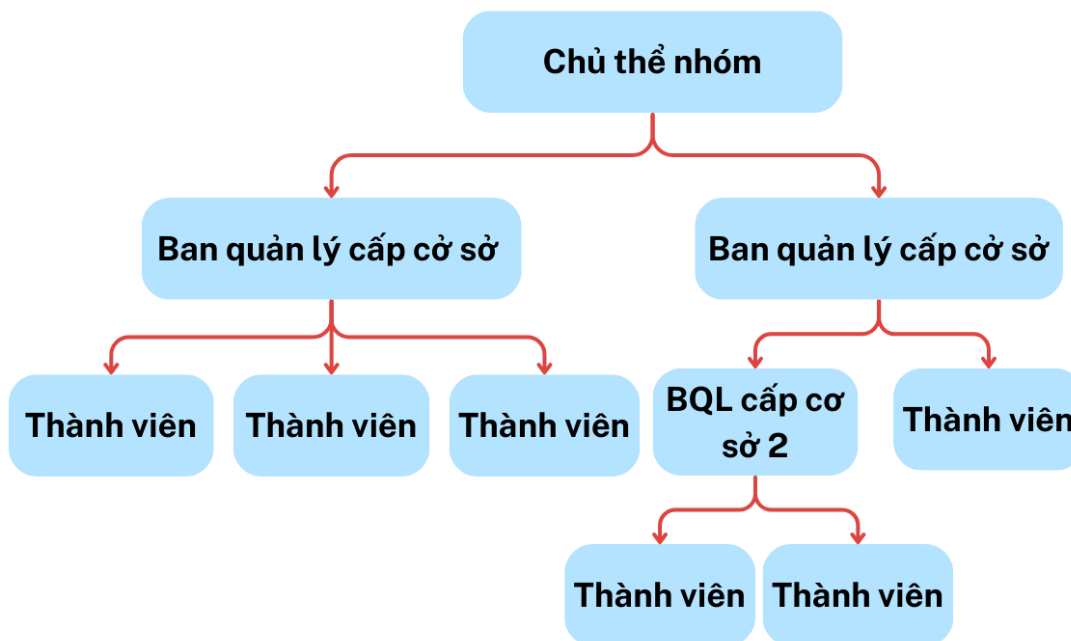 Chủ thể nhóm
Ban quản lý cấp cở sở
Ban quản lý cấp cở sở
Thành viên
Thành viên
Thành viên
BQL cấp cơ
sở 2
Thành viên
Thành viên
Thành viên